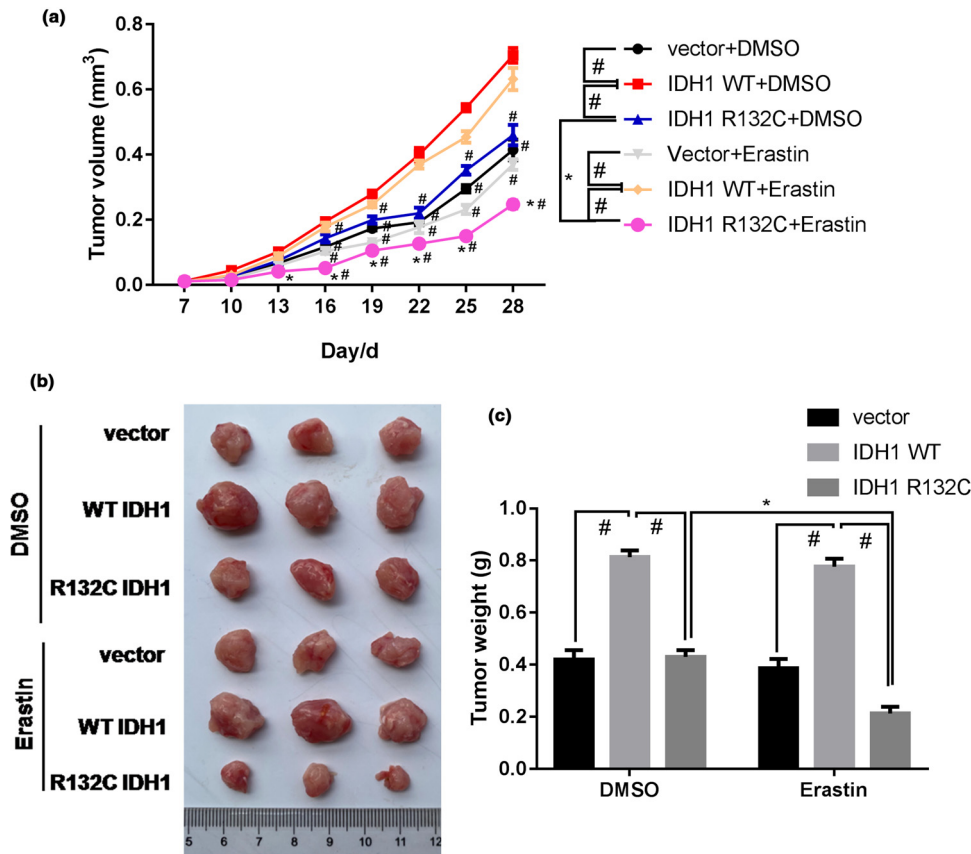 (a)
Tumor volume (mm³)
0.8
0.6
0.4
0.2
0.0
7 10 13 16 19 22 25 28
Day/d
* # # # * # # # # * # # # # * # # # # * # # # # # * #
vector+DMSO
IDH1 WT+DMSO
IDH1 R132C+DMSO
Vector+Erastin
IDH1 WT+Erastin
IDH1 R132C+Erastin
# # * # #
(b)
DMSO
vector
WT IDH1
R132C IDH1
Erastin
vector
WT IDH1
R132C IDH1
5 6 7 8 9 10 11 12
(c)
vector
IDH1 WT
IDH1 R132C
Tumor weight (g)
1.0
0.8
0.6
0.4
0.2
0.0
# # * # #
DMSO Erastin